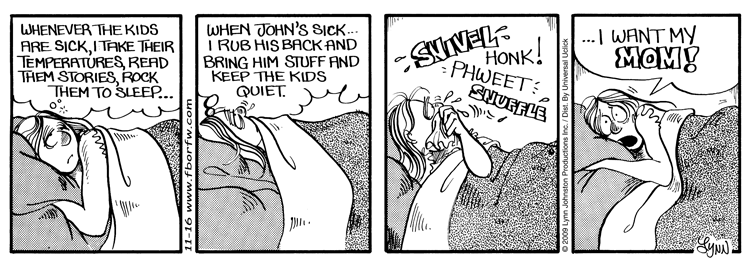 WHENEVER THE KIDS
ARE SICK, I TAKE THEIR
TEMPERATURES, READ
THEM STORIES, ROCK
THEM TO SLEEP...
11-16 www.fborfw.com
WHEN JOHN'S SICK...
I RUB HIS BACK AND
BRING HIM STUFF AND
KEEP THE KIDS
QUIET.
SNIVEL
HONK!
PHWEET
SNUFFLE
© 2009 Lynn Johnston Productions Inc. / Dist. By Universal Uclick
...I WANT MY
MOM!
LYNN